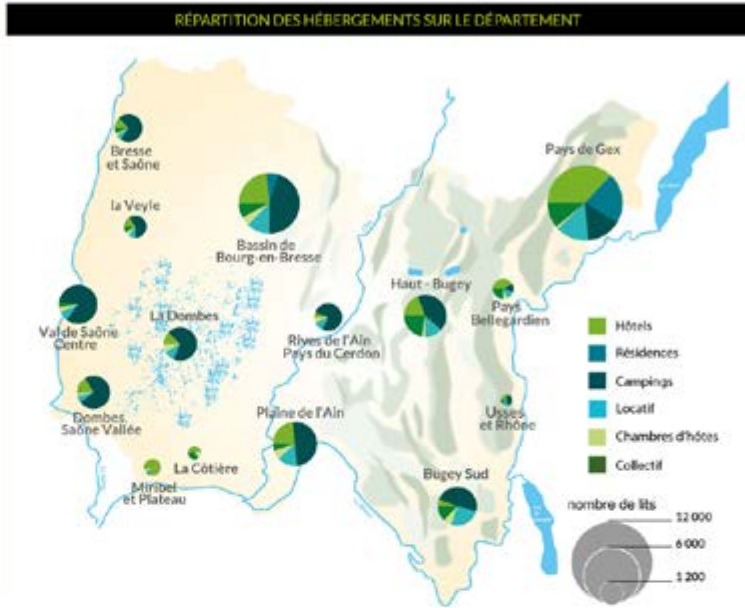 RÉPARTITION DES HÉBERGEMENTS SUR LE DÉPARTEMENT
Bresse
et Saône
Pays de Gex
la Veyle
Bassin de
Bourg-en-Bresse
Haut - Bugey
Pays
Bellegardien
Val de Saône
Centre
La Dombes
Rives de l'Ain
Pays du Cerdon
Hôtels
Résidences
Campings
Locatif
Chambres d'hôtes
Collectif
Dombes
Saône Vallée
Plaine de l'Ain
Usses
et Rhône
La Côtière
Miribel
et Plateau
Bugey Sud
nombre de lits
12 000
6 000
1 200